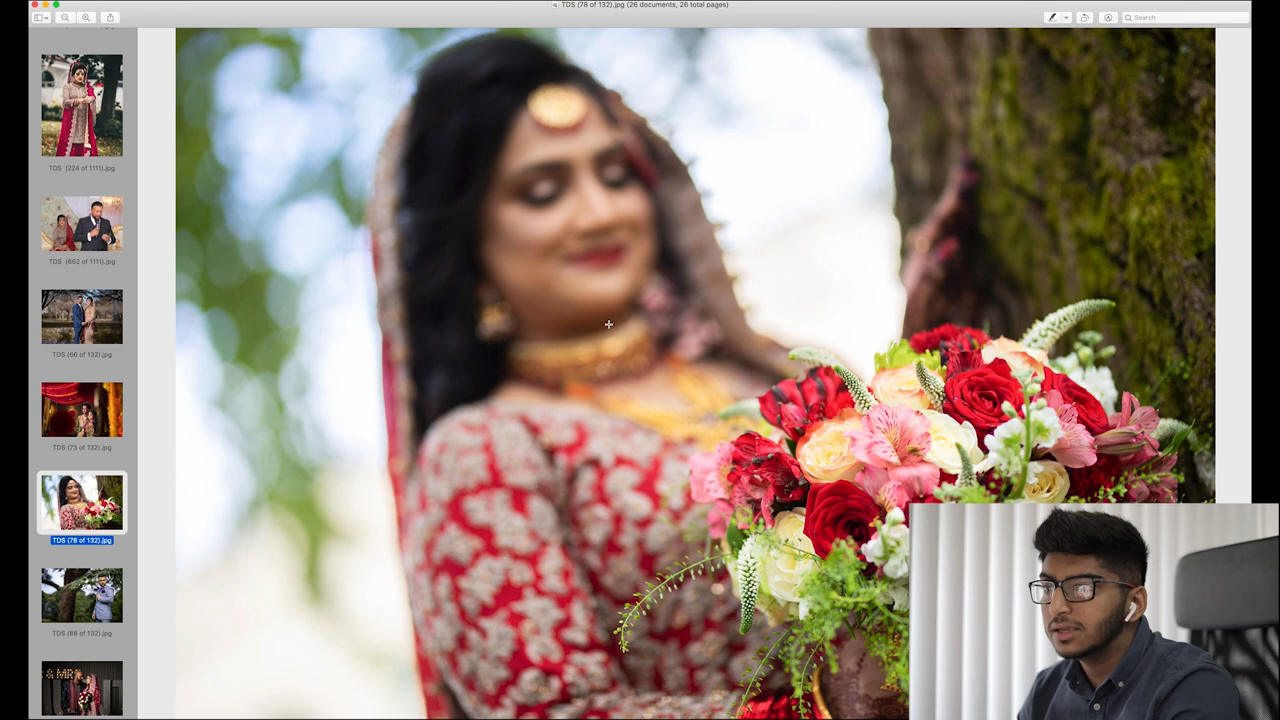 TDS (78 of 132).jpg (26 documents, 26 total pages)
Search
TDS (224 of 1111).jpg
TDS (662 of 1111).jpg
TDS (66 of 132).jpg
TDS (73 of 132).jpg
TDS (78 of 132).jpg
TDS (88 of 132).jpg
& MR